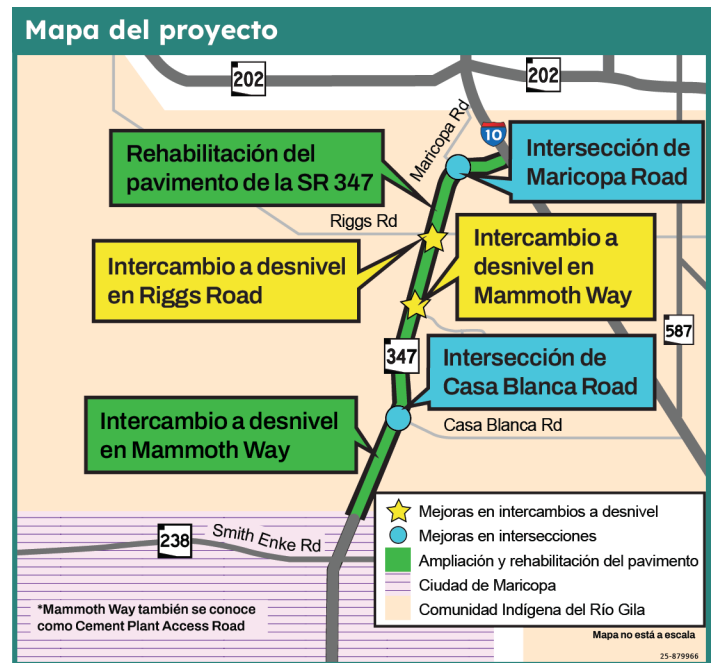 Mapa del proyecto
202
202
Maricopa Rd
10
Rehabilitación del
pavimento de la SR 347
Intersección de
Maricopa Road
Riggs Rd
Intercambio a desnivel
en Riggs Road
Intercambio a
desnivel en
Mammoth Way
587
347
Intersección de
Casa Blanca Road
Intercambio a desnivel
en Mammoth Way
Casa Blanca Rd
238
Smith Enke Rd
Mejoras en intercambios a desnivel
Mejoras en intersecciones
Ampliación y rehabilitación del pavimento
Ciudad de Maricopa
Comunidad Indígena del Río Gila
*Mammoth Way también se conoce
como Cement Plant Access Road
Mapa no está a escala
25-879966